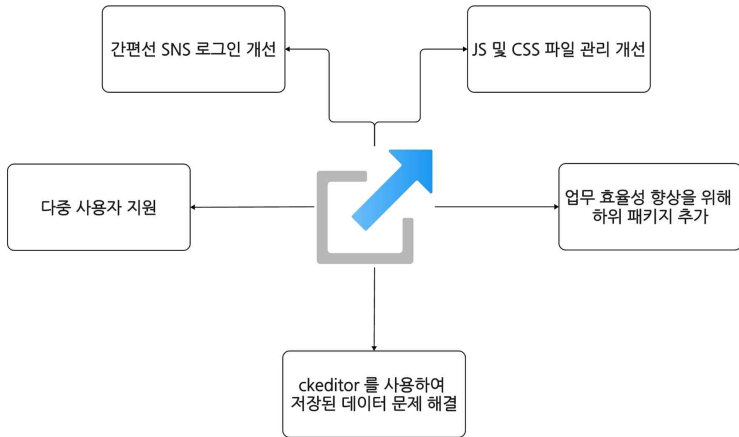 간편선 SNS 로그인 개선
JS 및 CSS 파일 관리 개선
다중 사용자 지원
업무 효율성 향상을 위해
하위 패키지 추가
ckeditor 를 사용하여
저장된 데이터 문제 해결